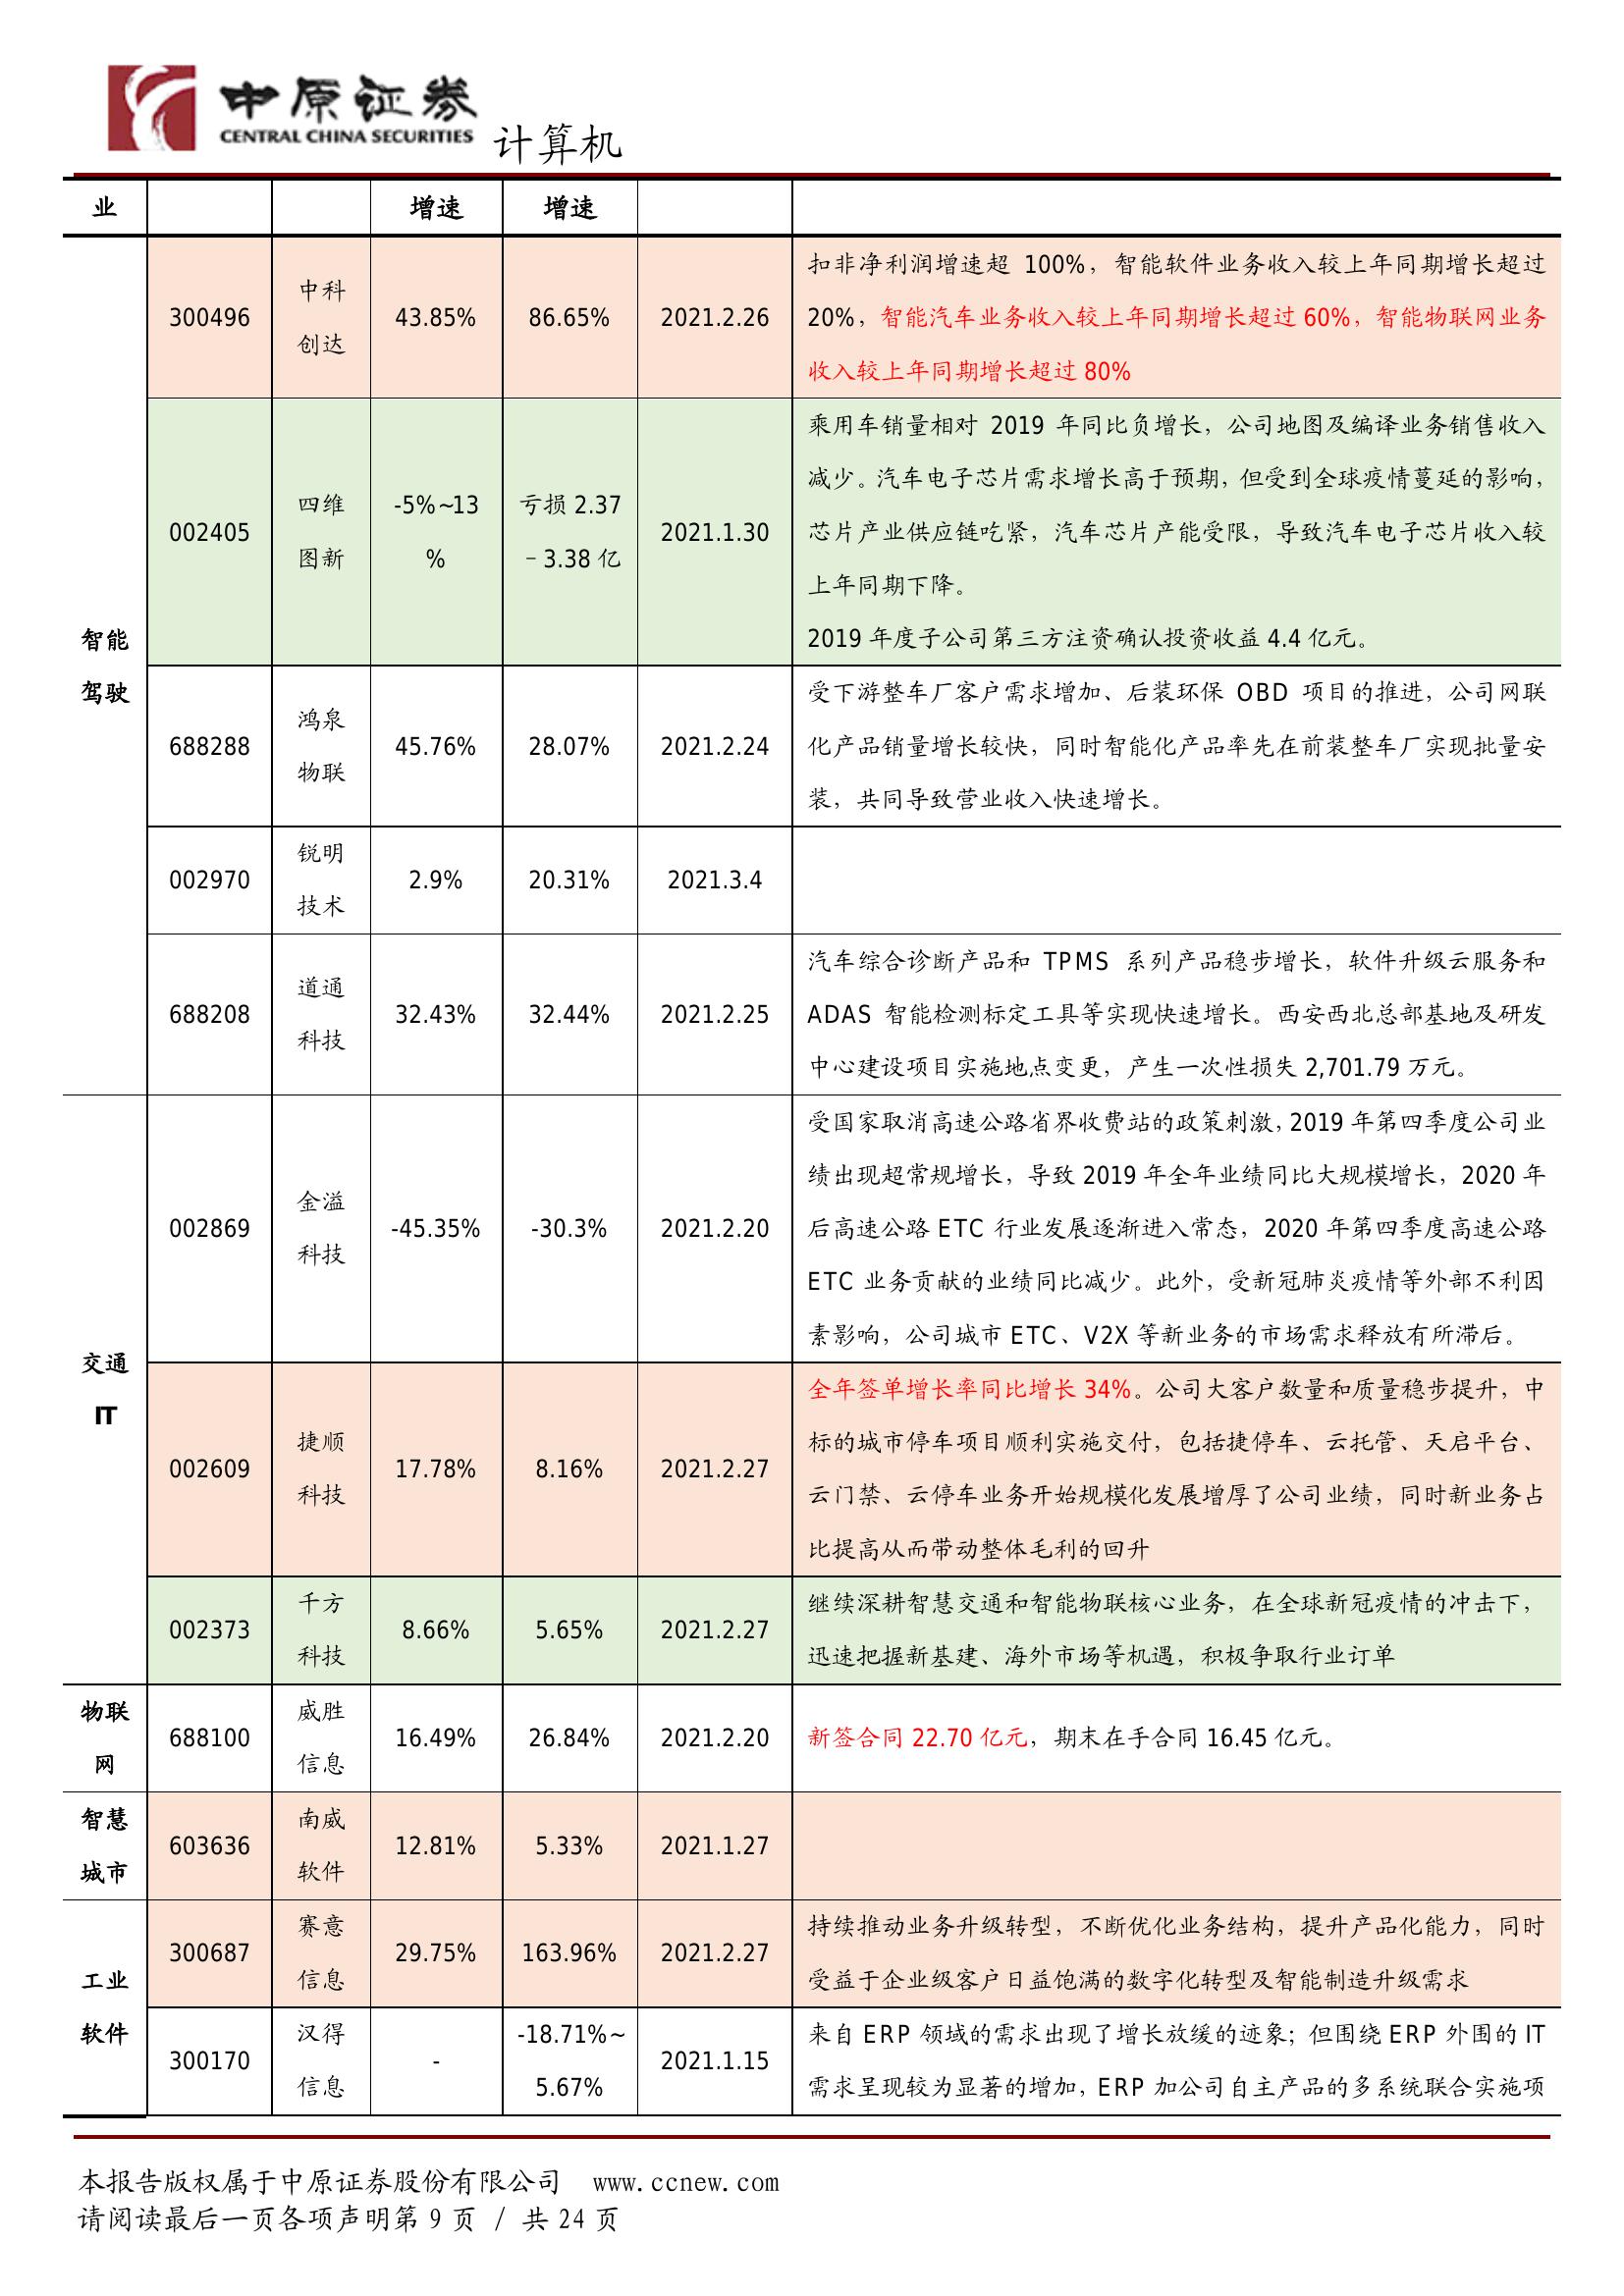 中原证券
CENTRAL CHINA SECURITIES
计算机
业 增速 增速
智能
驾驶
300496
中科
创达
43.85%
86.65%
2021.2.26
扣非净利润增速超 100%，智能软件业务收入较上年同期增长超过
20%，智能汽车业务收入较上年同期增长超过 60%，智能物联网业务
收入较上年同期增长超过 80%
002405
四维
图新
-5%~13
%
亏损 2.37
– 3.38 亿
2021.1.30
乘用车销量相对 2019 年同比负增长，公司地图及编译业务销售收入
减少。汽车电子芯片需求增长高于预期，但受到全球疫情蔓延的影响，
芯片产业供应链吃紧，汽车芯片产能受限，导致汽车电子芯片收入较
上年同期下降。
2019 年度子公司第三方注资确认投资收益 4.4 亿元。
688288
鸿泉
物联
45.76%
28.07%
2021.2.24
受下游整车厂客户需求增加、后装环保 OBD 项目的推进，公司网联
化产品销量增长较快，同时智能化产品率先在前装整车厂实现批量安
装，共同导致营业收入快速增长。
002970
锐明
技术
2.9%
20.31%
2021.3.4
688208
道通
科技
32.43%
32.44%
2021.2.25
汽车综合诊断产品和 TPMS 系列产品稳步增长，软件升级云服务和
ADAS 智能检测标定工具等实现快速增长。西安西北总部基地及研发
中心建设项目实施地点变更，产生一次性损失 2,701.79 万元。
交通
IT
002869
金溢
科技
-45.35%
-30.3%
2021.2.20
受国家取消高速公路省界收费站的政策刺激，2019 年第四季度公司业
绩出现超常规增长，导致 2019 年全年业绩同比大规模增长，2020 年
后高速公路 ETC 行业发展逐渐进入常态，2020 年第四季度高速公路
ETC 业务贡献的业绩同比减少。此外，受新冠肺炎疫情等外部不利因
素影响，公司城市 ETC、V2X 等新业务的市场需求释放有所滞后。
002609
捷顺
科技
17.78%
8.16%
2021.2.27
全年签单增长率同比增长 34%。公司大客户数量和质量稳步提升，中
标的城市停车项目顺利实施交付，包括捷停车、云托管、天启平台、
云门禁、云停车业务开始规模化发展增厚了公司业绩，同时新业务占
比提高从而带动整体毛利的回升
002373
千方
科技
8.66%
5.65%
2021.2.27
继续深耕智慧交通和智能物联核心业务，在全球新冠疫情的冲击下，
迅速把握新基建、海外市场等机遇，积极争取行业订单
物联
网
688100
威胜
信息
16.49%
26.84%
2021.2.20
新签合同 22.70 亿元，期末在手合同 16.45 亿元。
智慧
城市
603636
南威
软件
12.81%
5.33%
2021.1.27
工业
软件
300687
赛意
信息
29.75%
163.96%
2021.2.27
持续推动业务升级转型，不断优化业务结构，提升产品化能力，同时
受益于企业级客户日益饱满的数字化转型及智能制造升级需求
300170
汉得
信息
-
-18.71%~
5.67%
2021.1.15
来自 ERP 领域的需求出现了增长放缓的迹象；但围绕 ERP 外围的 IT
需求呈现较为显著的增加，ERP 加公司自主产品的多系统联合实施项
本报告版权属于中原证券股份有限公司 www.ccnew.com
请阅读最后一页各项声明第 9 页 / 共 24 页